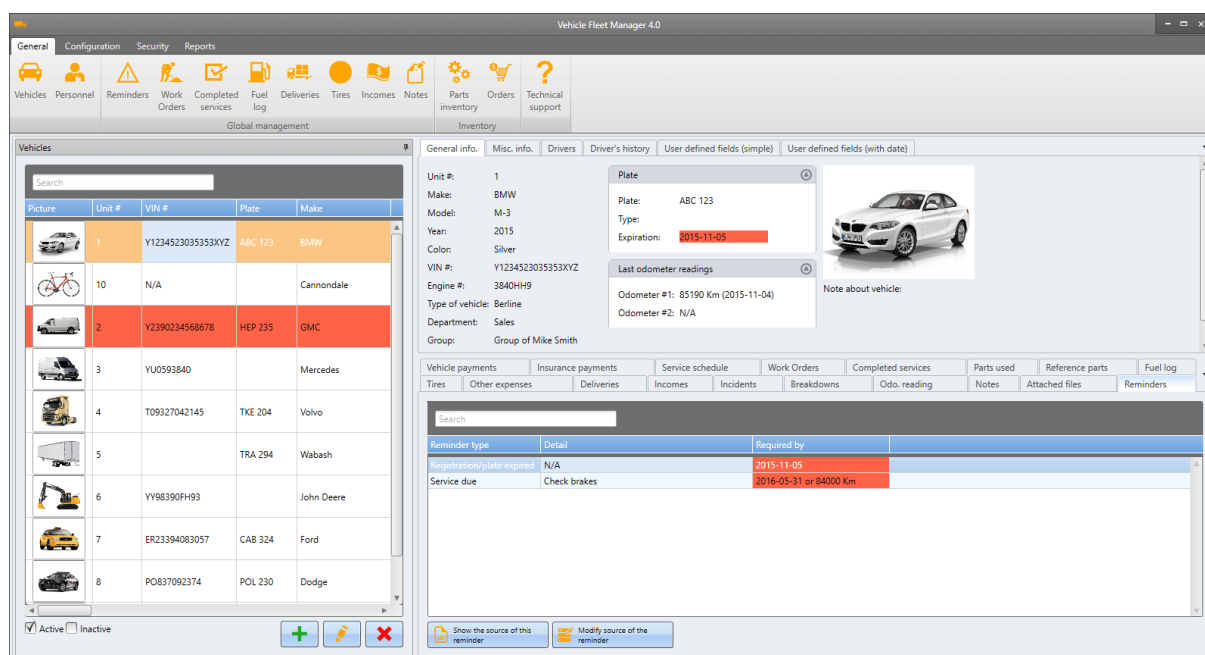 Vehicle Fleet Manager 4.0
General Configuration Security Reports
Vehicles Personnel Reminders Work Orders Completed services Fuel log Deliveries Tires Incomes Notes Parts inventory Orders Technical support
Global management Inventory
Vehicles
Search
Picture Unit # VIN # Plate Make
1 Y1234523035353XYZ ABC 123 BMW
10 N/A Cannondale
2 Y2390234568678 HEP 235 GMC
3 YU0593840 Mercedes
4 T09327042145 TKE 204 Volvo
5 TRA 294 Wabash
6 YY98390FH93 John Deere
7 ER23394083057 CAB 324 Ford
8 PO837092374 POL 230 Dodge
Active Inactive
General info. Misc. info. Drivers Driver's history User defined fields (simple) User defined fields (with date)
Unit #: 1
Make: BMW
Model: M-3
Year: 2015
Color: Silver
VIN #: Y1234523035353XYZ
Engine #: 3840HH9
Type of vehicle: Berline
Department: Sales
Group: Group of Mike Smith
Plate
Plate: ABC 123
Type:
Expiration: 2015-11-05
Last odometer readings
Odometer #1: 85190 Km (2015-11-04)
Odometer #2: N/A
Note about vehicle:
Vehicle payments Insurance payments Service schedule Work Orders Completed services Parts used Reference parts Fuel log
Tires Other expenses Deliveries Incomes Incidents Breakdowns Odo. reading Notes Attached files Reminders
Search
Reminder type Detail Required by
Registration/plate expired N/A 2015-11-05
Service due Check brakes 2016-05-31 or 84000 Km
Show the source of this reminder
Modify source of the reminder